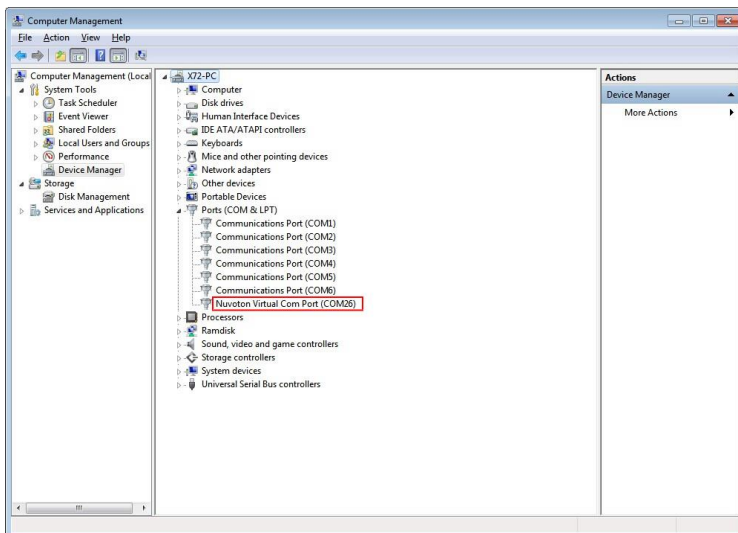 Computer Management
File Action View Help
Computer Management (Local
System Tools
Task Scheduler
Event Viewer
Shared Folders
Local Users and Groups
Performance
Device Manager
Storage
Disk Management
Services and Applications
X72-PC
Computer
Disk drives
Human Interface Devices
IDE ATA/ATAPI controllers
Keyboards
Mice and other pointing devices
Network adapters
Other devices
Portable Devices
Ports (COM & LPT)
Communications Port (COM1)
Communications Port (COM2)
Communications Port (COM3)
Communications Port (COM4)
Communications Port (COM5)
Communications Port (COM6)
Nuvoton Virtual Com Port (COM26)
Processors
Ramdisk
Sound, video and game controllers
Storage controllers
System devices
Universal Serial Bus controllers
Actions
Device Manager
More Actions